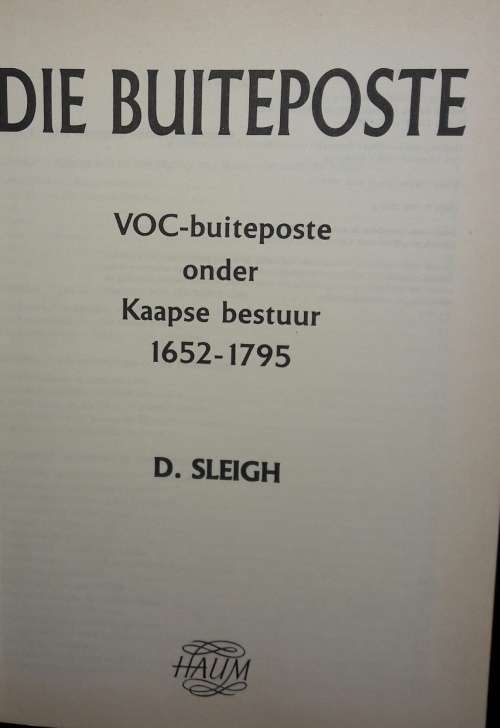 DIE BUITEPOSTE
VOC-buiteposte
onder
Kaapse bestuur
1652-1795
D. SLEIGH
HAUM